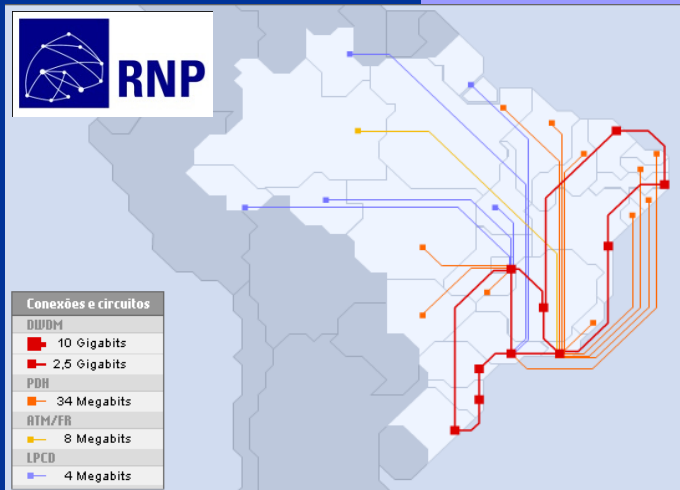 RNP
Conexões e circuitos
DWDM
10 Gigabits
2,5 Gigabits
PDH
34 Megabits
ATM/FR
8 Megabits
LPCD
4 Megabits